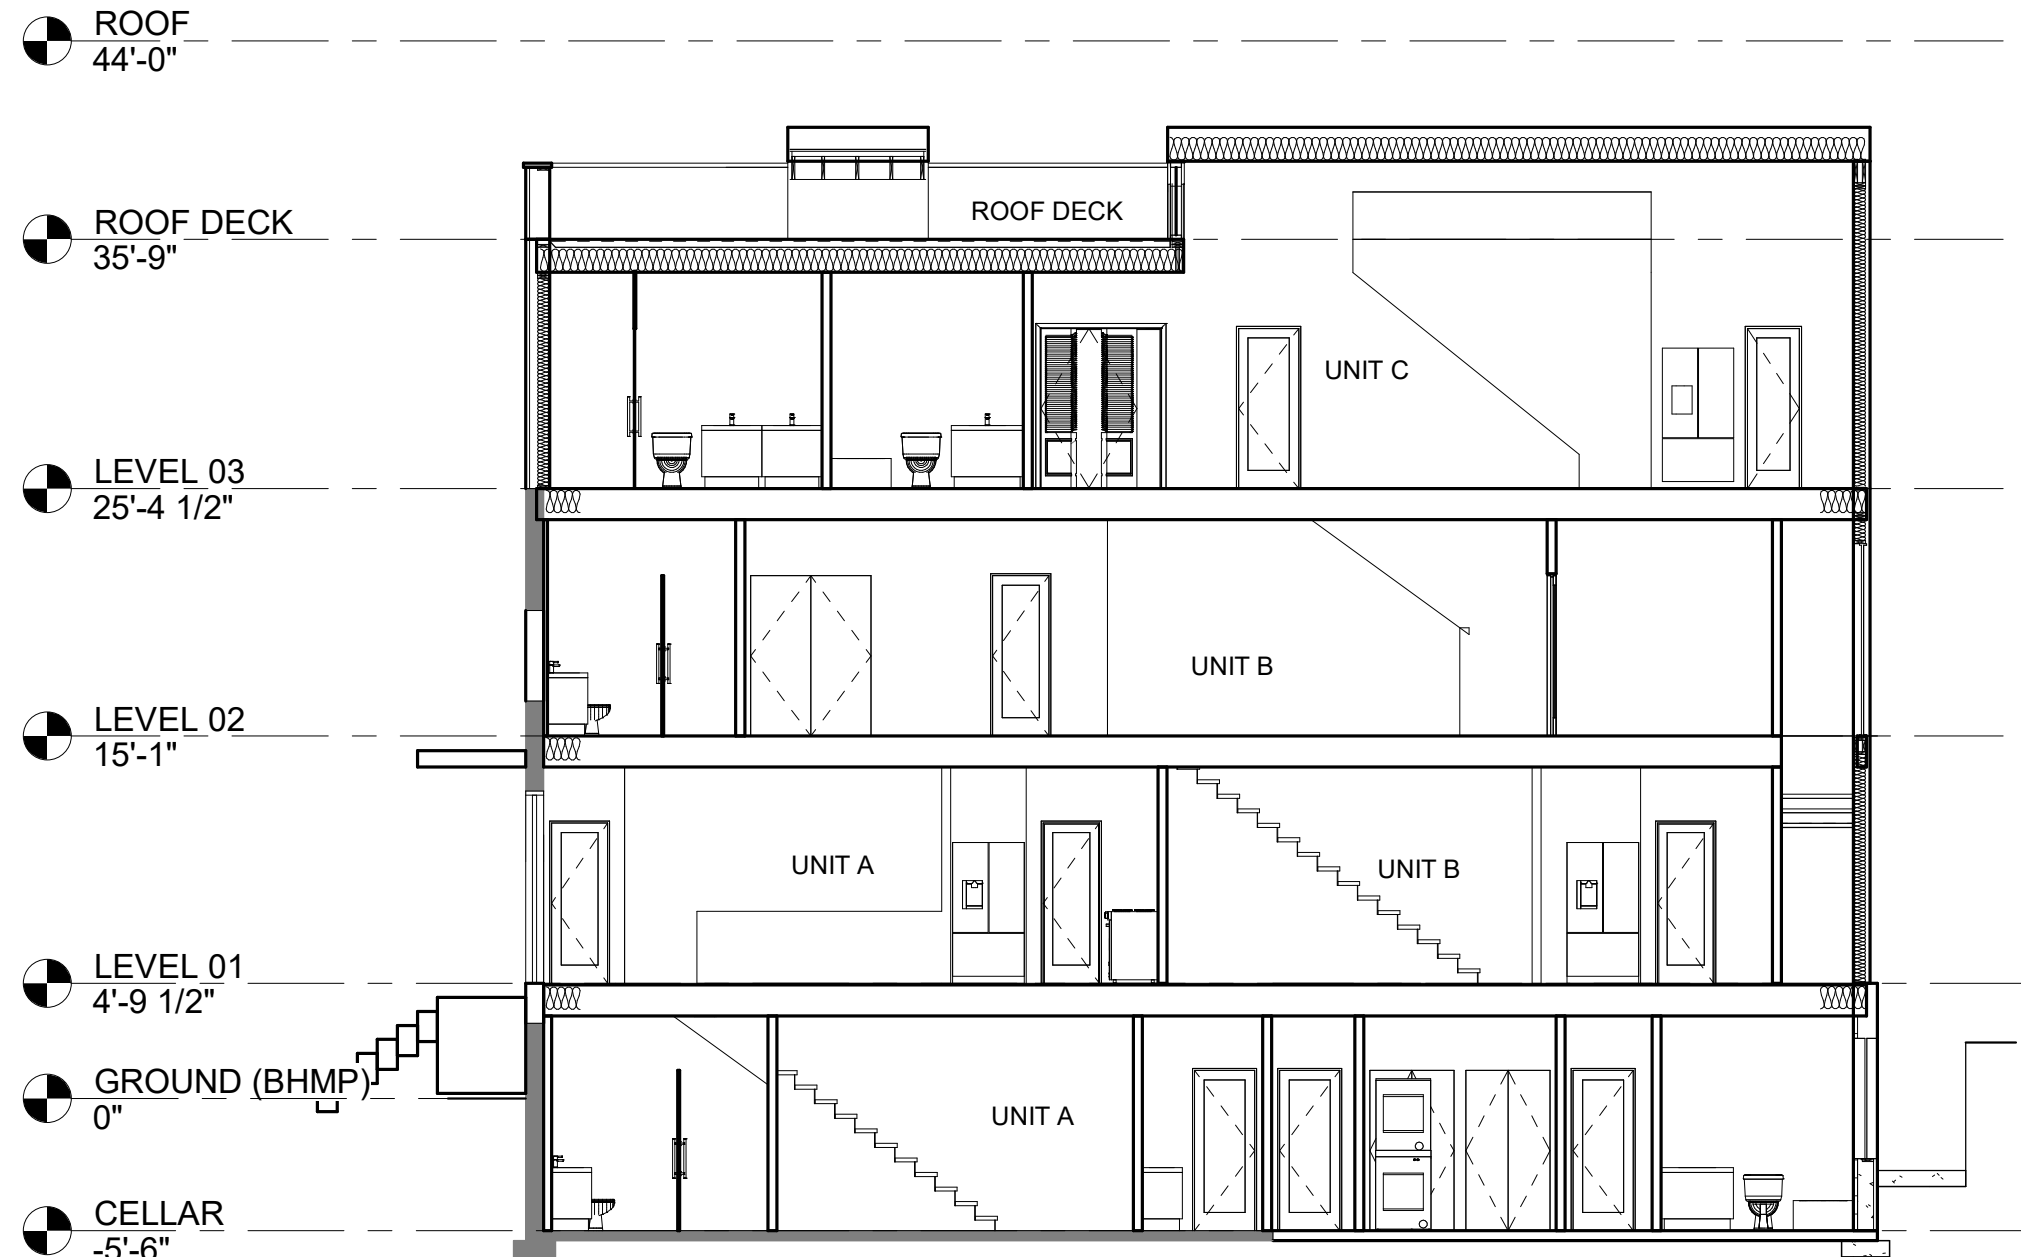 ROOF
44'-0"
ROOF DECK
ROOF DECK
35'-9"
UNIT C
LEVEL 03
25'-4 1/2"
UNIT B
LEVEL 02
15'-1"
UNIT A
UNIT B
LEVEL 01
4'-9 1/2"
GROUND (BHMP)
0"
UNIT A
CELLAR
-5'-6"